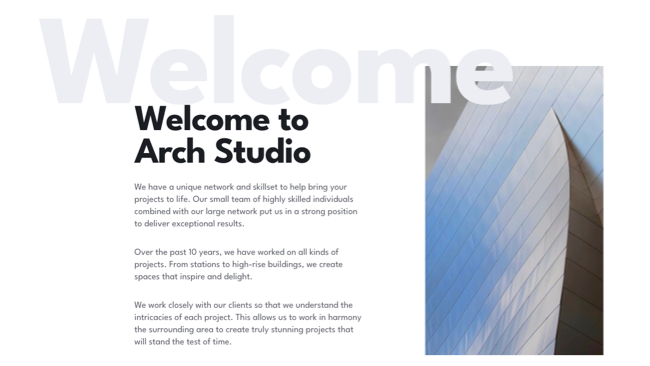 Welcome
Welcome to
Arch Studio
We have a unique network and skillset to help bring your
projects to life. Our small team of highly skilled individuals
combined with our large network put us in a strong position
to deliver exceptional results.
Over the past 10 years, we have worked on all kinds of
projects. From stations to high-rise buildings, we create
spaces that inspire and delight.
We work closely with our clients so that we understand the
intricacies of each project. This allows us to work in harmony
the surrounding area to create truly stunning projects that
will stand the test of time.